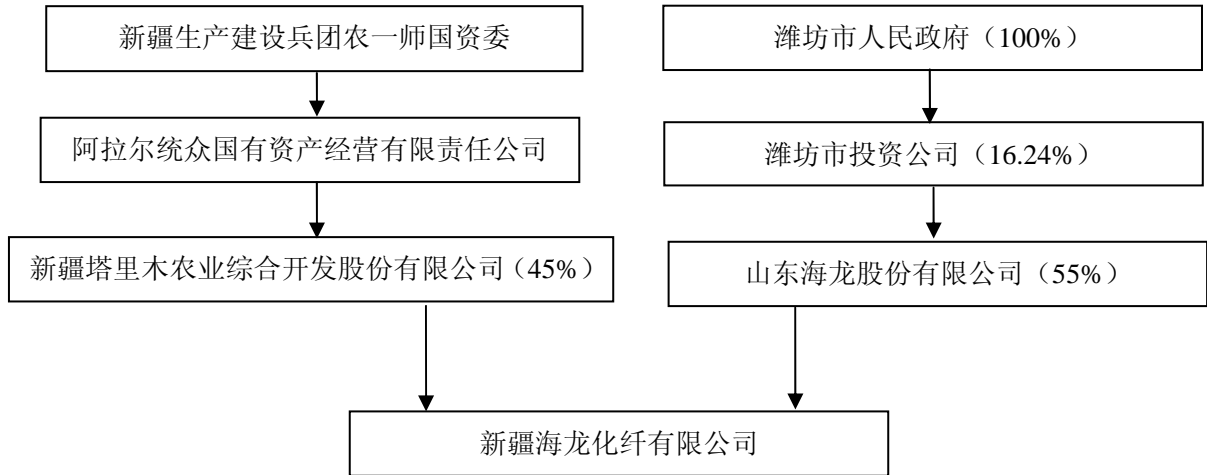 新疆生产建设兵团农一师国资委
潍坊市人民政府（100%）
阿拉尔统众国有资产经营有限责任公司
潍坊市投资公司（16.24%）
新疆塔里木农业综合开发股份有限公司（45%）
山东海龙股份有限公司（55%）
新疆海龙化纤有限公司